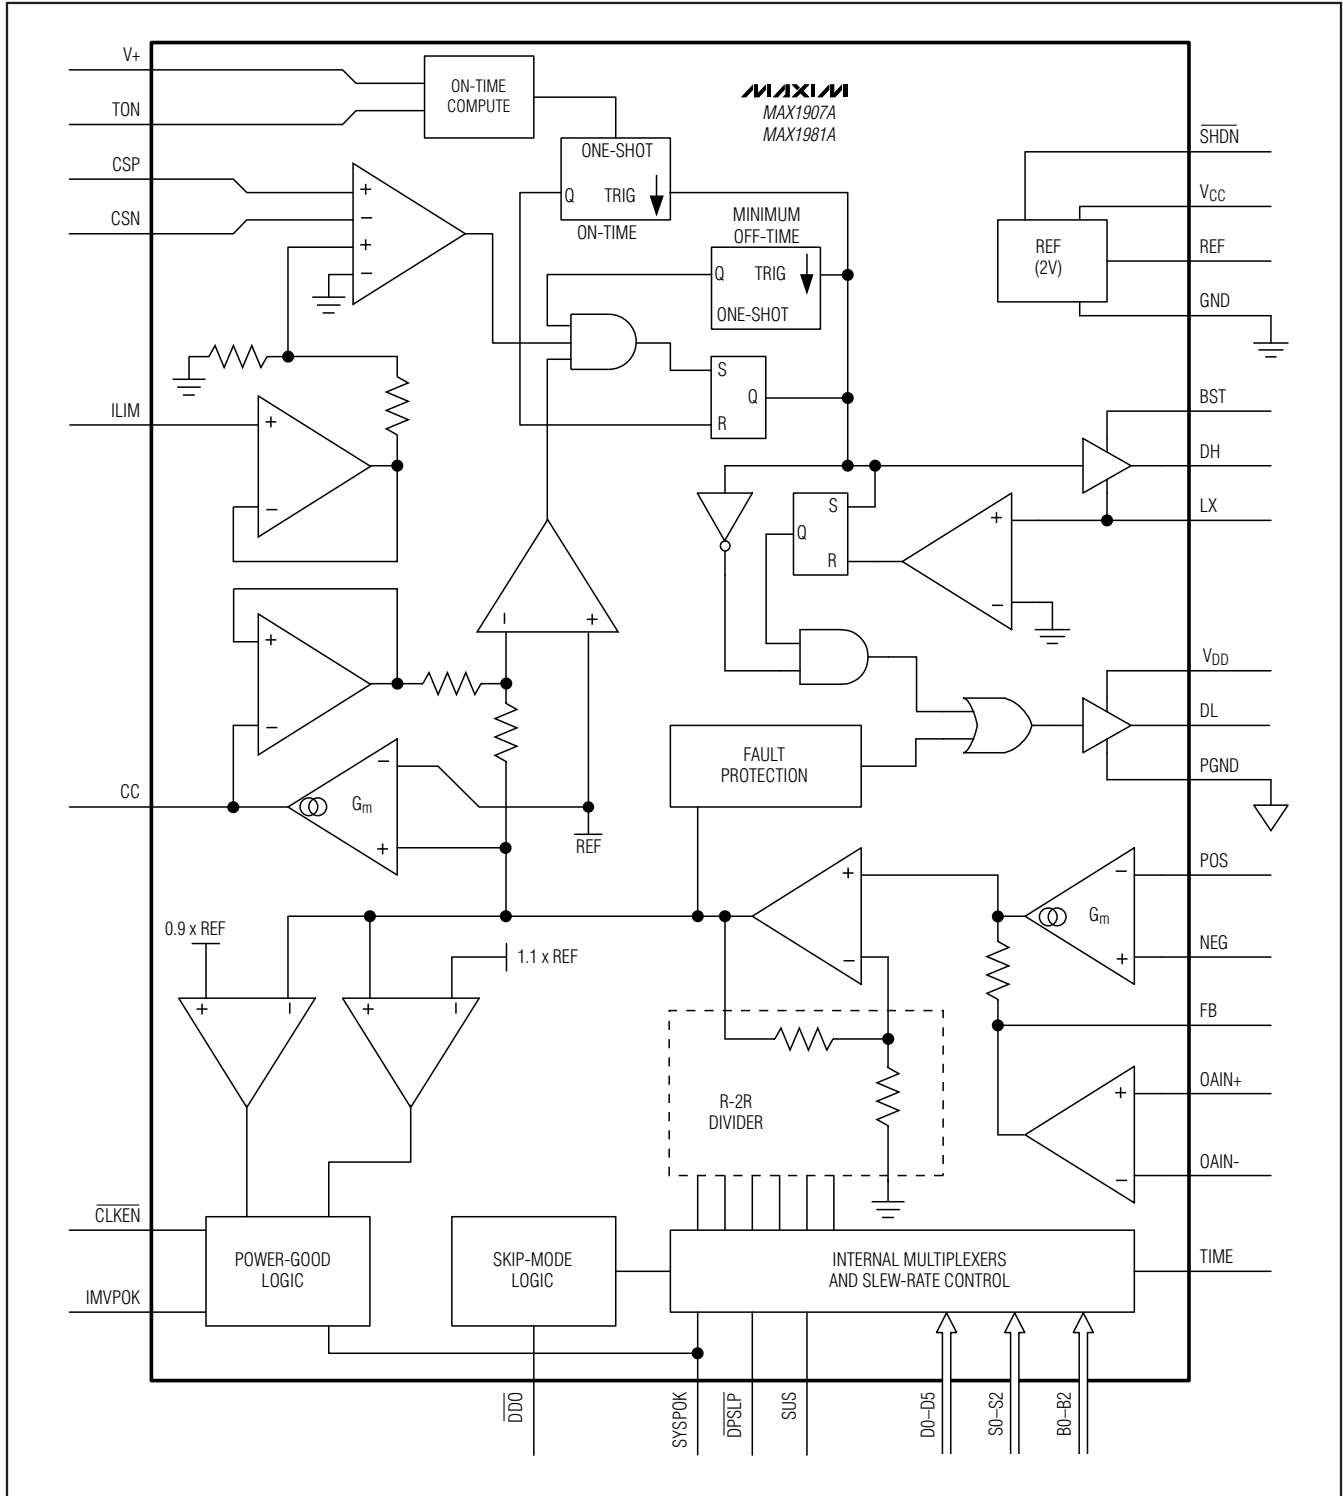 V+
ON-TIME
COMPUTE
MAXIM
MAX1907A
MAX1981A
TON
SHDN
CSP
ONE-SHOT
Q TRIG
ON-TIME
VCC
CSN
+
−
+
−
MINIMUM
OFF-TIME
Q TRIG
ONE-SHOT
REF
(2V)
REF
GND
S
Q
R
ILIM
+
−
BST
DH
LX
S
Q
R
+
−
+
−
−
+
VDD
DL
PGND
FAULT
PROTECTION
CC
−
Gm
+
REF
POS
+
−
−
Gm
+
NEG
0.9 x REF
1.1 x REF
+
−
+
−
FB
R-2R
DIVIDER
OAIN+
+
−
OAIN-
CLKEN
POWER-GOOD
LOGIC
SKIP-MODE
LOGIC
INTERNAL MULTIPLEXERS
AND SLEW-RATE CONTROL
TIME
IMVPOK
DDO
SYSPOK
DPSLP
SUS
D0–D5
S0–S2
B0–B2